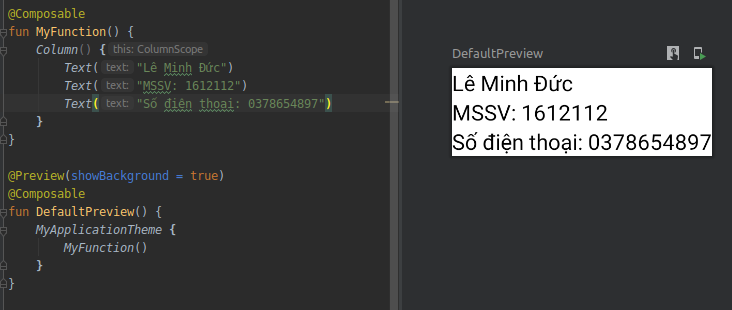 @Composable
fun MyFunction() {
Column() { this: ColumnScope
Text( text: "Lê Minh Đức")
Text( text: "MSSV: 1612112")
Text( text: "Số điện thoại: 0378654897")
}
}
@Preview(showBackground = true)
@Composable
fun DefaultPreview() {
MyApplicationTheme {
MyFunction()
}
}
DefaultPreview
Lê Minh Đức
MSSV: 1612112
Số điện thoại: 0378654897